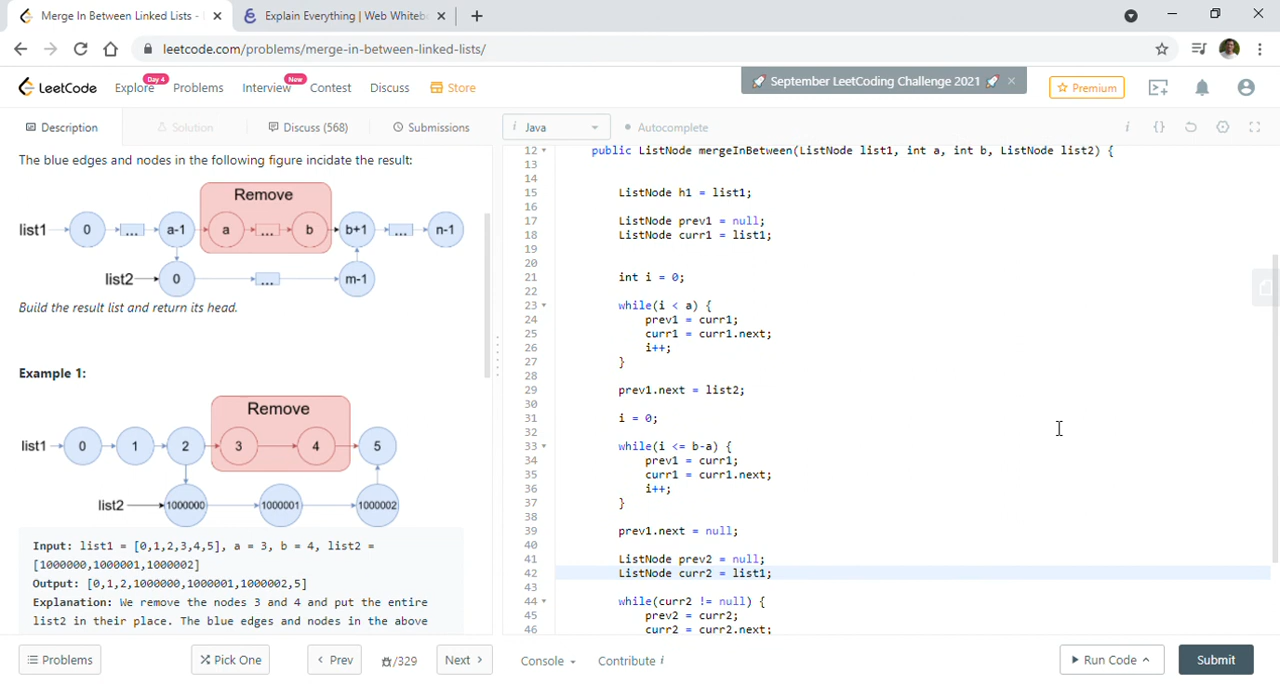 Merge In Between Linked Lists -
Explain Everything | Web Whitebo
leetcode.com/problems/merge-in-between-linked-lists/
LeetCode
Explore
Day 4
Problems
Interview
New
Contest
Discuss
Store
🚀 September LeetCoding Challenge 2021 🚀
Premium
Description
Solution
Discuss (568)
Submissions
i Java
Autocomplete
The blue edges and nodes in the following figure incidate the result:
Remove
list1 0 ... a-1 a ... b b+1 ... n-1
list2 0 ... m-1
Build the result list and return its head.
Example 1:
Remove
list1 0 1 2 3 4 5
list2 1000000 1000001 1000002
Input: list1 = [0,1,2,3,4,5], a = 3, b = 4, list2 =
[1000000,1000001,1000002]
Output: [0,1,2,1000000,1000001,1000002,5]
Explanation: We remove the nodes 3 and 4 and put the entire
list2 in their place. The blue edges and nodes in the above
12 public ListNode mergeInBetween(ListNode list1, int a, int b, ListNode list2) {
13
14
15 ListNode h1 = list1;
16
17 ListNode prev1 = null;
18 ListNode curr1 = list1;
19
20
21 int i = 0;
22
23 while(i < a) {
24 prev1 = curr1;
25 curr1 = curr1.next;
26 i++;
27 }
28
29 prev1.next = list2;
30
31 i = 0;
32
33 while(i <= b-a) {
34 prev1 = curr1;
35 curr1 = curr1.next;
36 i++;
37 }
38
39 prev1.next = null;
40
41 ListNode prev2 = null;
42 ListNode curr2 = list1;
43
44 while(curr2 != null) {
45 prev2 = curr2;
46 curr2 = curr2.next;
Problems
Pick One
Prev
/329
Next
Console
Contribute i
Run Code
Submit